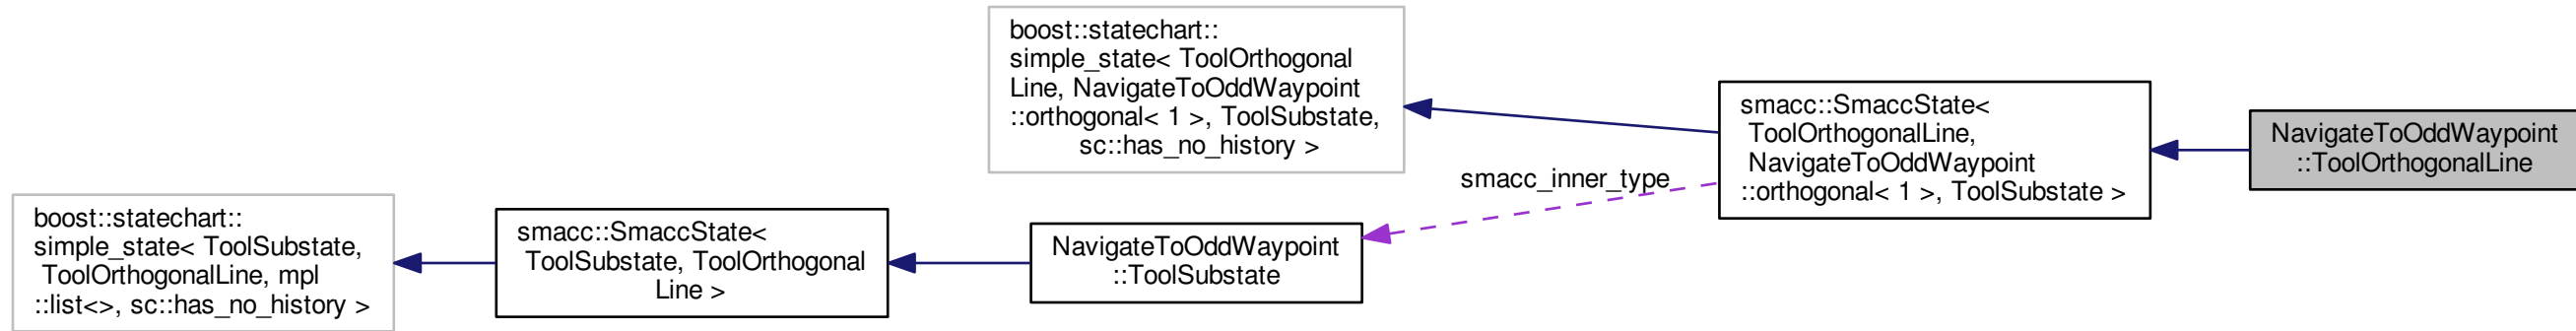 boost::statechart::
simple_state< ToolOrthogonal
Line, NavigateToOddWaypoint
::orthogonal< 1 >, ToolSubstate,
sc::has_no_history >
smacc::SmaccState<
ToolOrthogonalLine,
NavigateToOddWaypoint
::orthogonal< 1 >, ToolSubstate >
NavigateToOddWaypoint
::ToolOrthogonalLine
smacc_inner_type
boost::statechart::
simple_state< ToolSubstate,
ToolOrthogonalLine, mpl
::list<>, sc::has_no_history >
smacc::SmaccState<
ToolSubstate, ToolOrthogonal
Line >
NavigateToOddWaypoint
::ToolSubstate